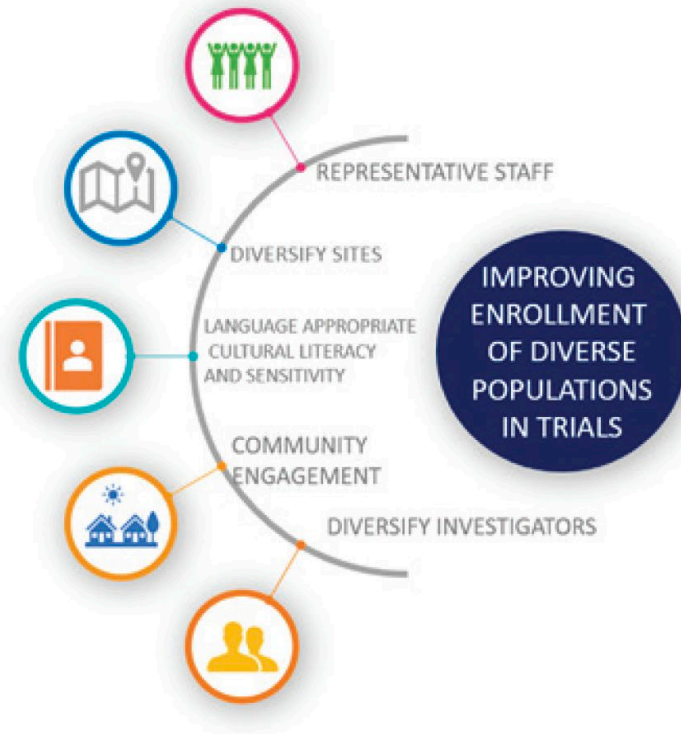 REPRESENTATIVE STAFF
DIVERSIFY SITES
LANGUAGE APPROPRIATE
CULTURAL LITERACY
AND SENSITIVITY
COMMUNITY
ENGAGEMENT
DIVERSIFY INVESTIGATORS
IMPROVING
ENROLLMENT
OF DIVERSE
POPULATIONS
IN TRIALS